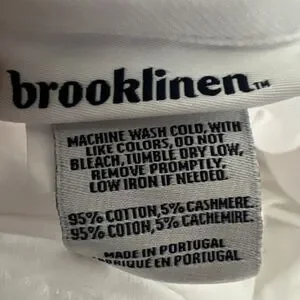 brooklinen™
MACHINE WASH COLD, WITH
LIKE COLORS, DO NOT
BLEACH, TUMBLE DRY LOW,
REMOVE PROMPTLY.
LOW IRON IF NEEDED.
95% COTTON, 5% CASHMERE.
95% COTON, 5% CACHEMIRE.
MADE IN PORTUGAL
EN PORTUGAL